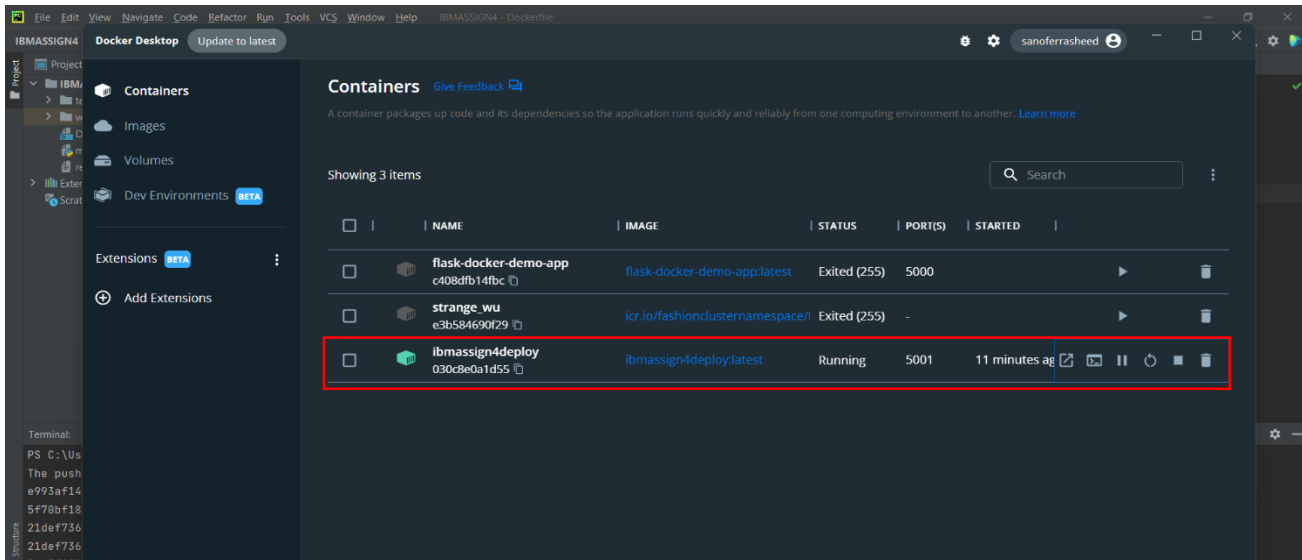 File Edit View Navigate Code Refactor Run Tools VCS Window Help IBMASSIGN4 - Dockerfile
IBMASSIGN4 Docker Desktop Update to latest sanoferrasheed
Project
Project
Containers
Images
Volumes
Dev Environments BETA
Extensions BETA
Add Extensions
Containers Give Feedback
A container packages up code and its dependencies so the application runs quickly and reliably from one computing environment to another. Learn more
Showing 3 items
Search
NAME IMAGE STATUS PORT(S) STARTED
flask-docker-demo-app flask-docker-demo-app:latest Exited (255) 5000
c408dfb14fbc
strange_wu icr.io/fashionclusternamespace/ Exited (255) -
e3b584690f29
ibmassign4deploy ibmassign4deploy:latest Running 5001 11 minutes ag
030c8e0a1d55
Terminal:
PS C:\Us
The push
e993af14
5f70bf18
21def736
21def736
Structure